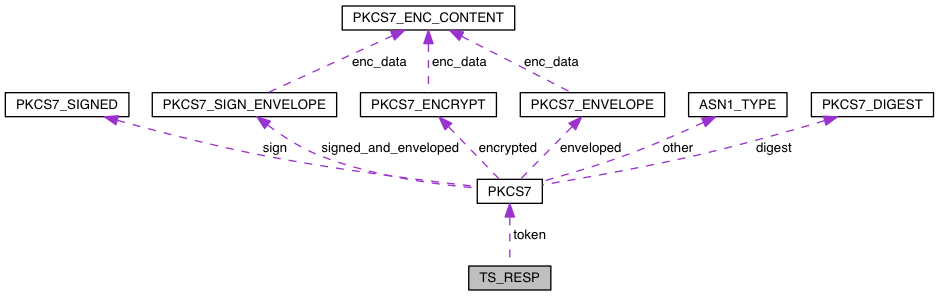 PKCS7_ENC_CONTENT
enc_data enc_data enc_data
PKCS7_SIGNED PKCS7_SIGN_ENVELOPE PKCS7_ENCRYPT PKCS7_ENVELOPE ASN1_TYPE PKCS7_DIGEST
sign signed_and_enveloped encrypted enveloped other digest
PKCS7
token
TS_RESP